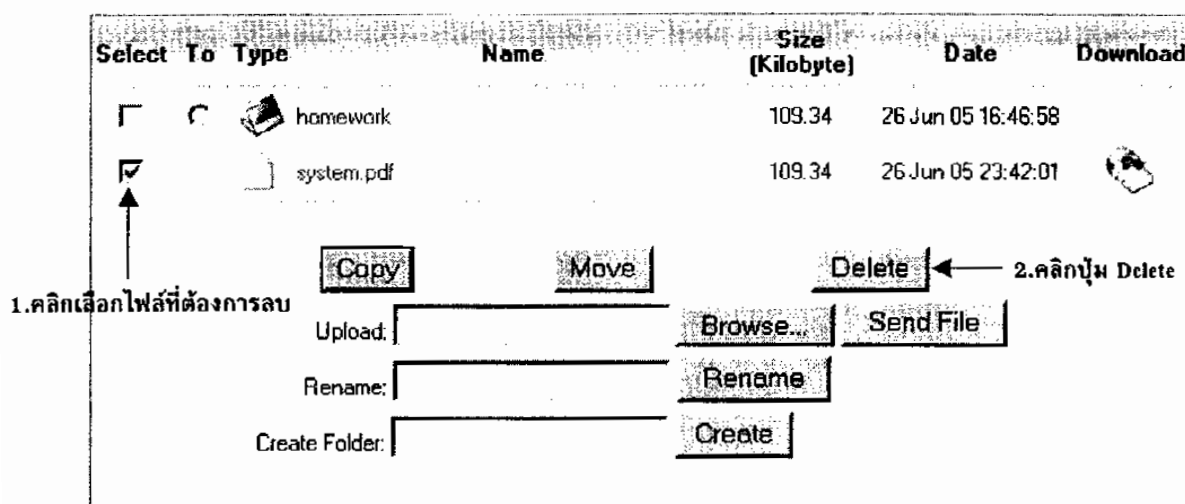 Select To Type Name Size (Kilobyte) Date Download
homework 109.34 26 Jun 05 16:46:58
system.pdf 109.34 26 Jun 05 23:42:01
Copy Move Delete 2.คลิกปุ่ม Delete
1.คลิกเลือกไฟล์ที่ต้องการลบ
Upload: Browse... Send File
Rename: Rename
Create Folder: Create